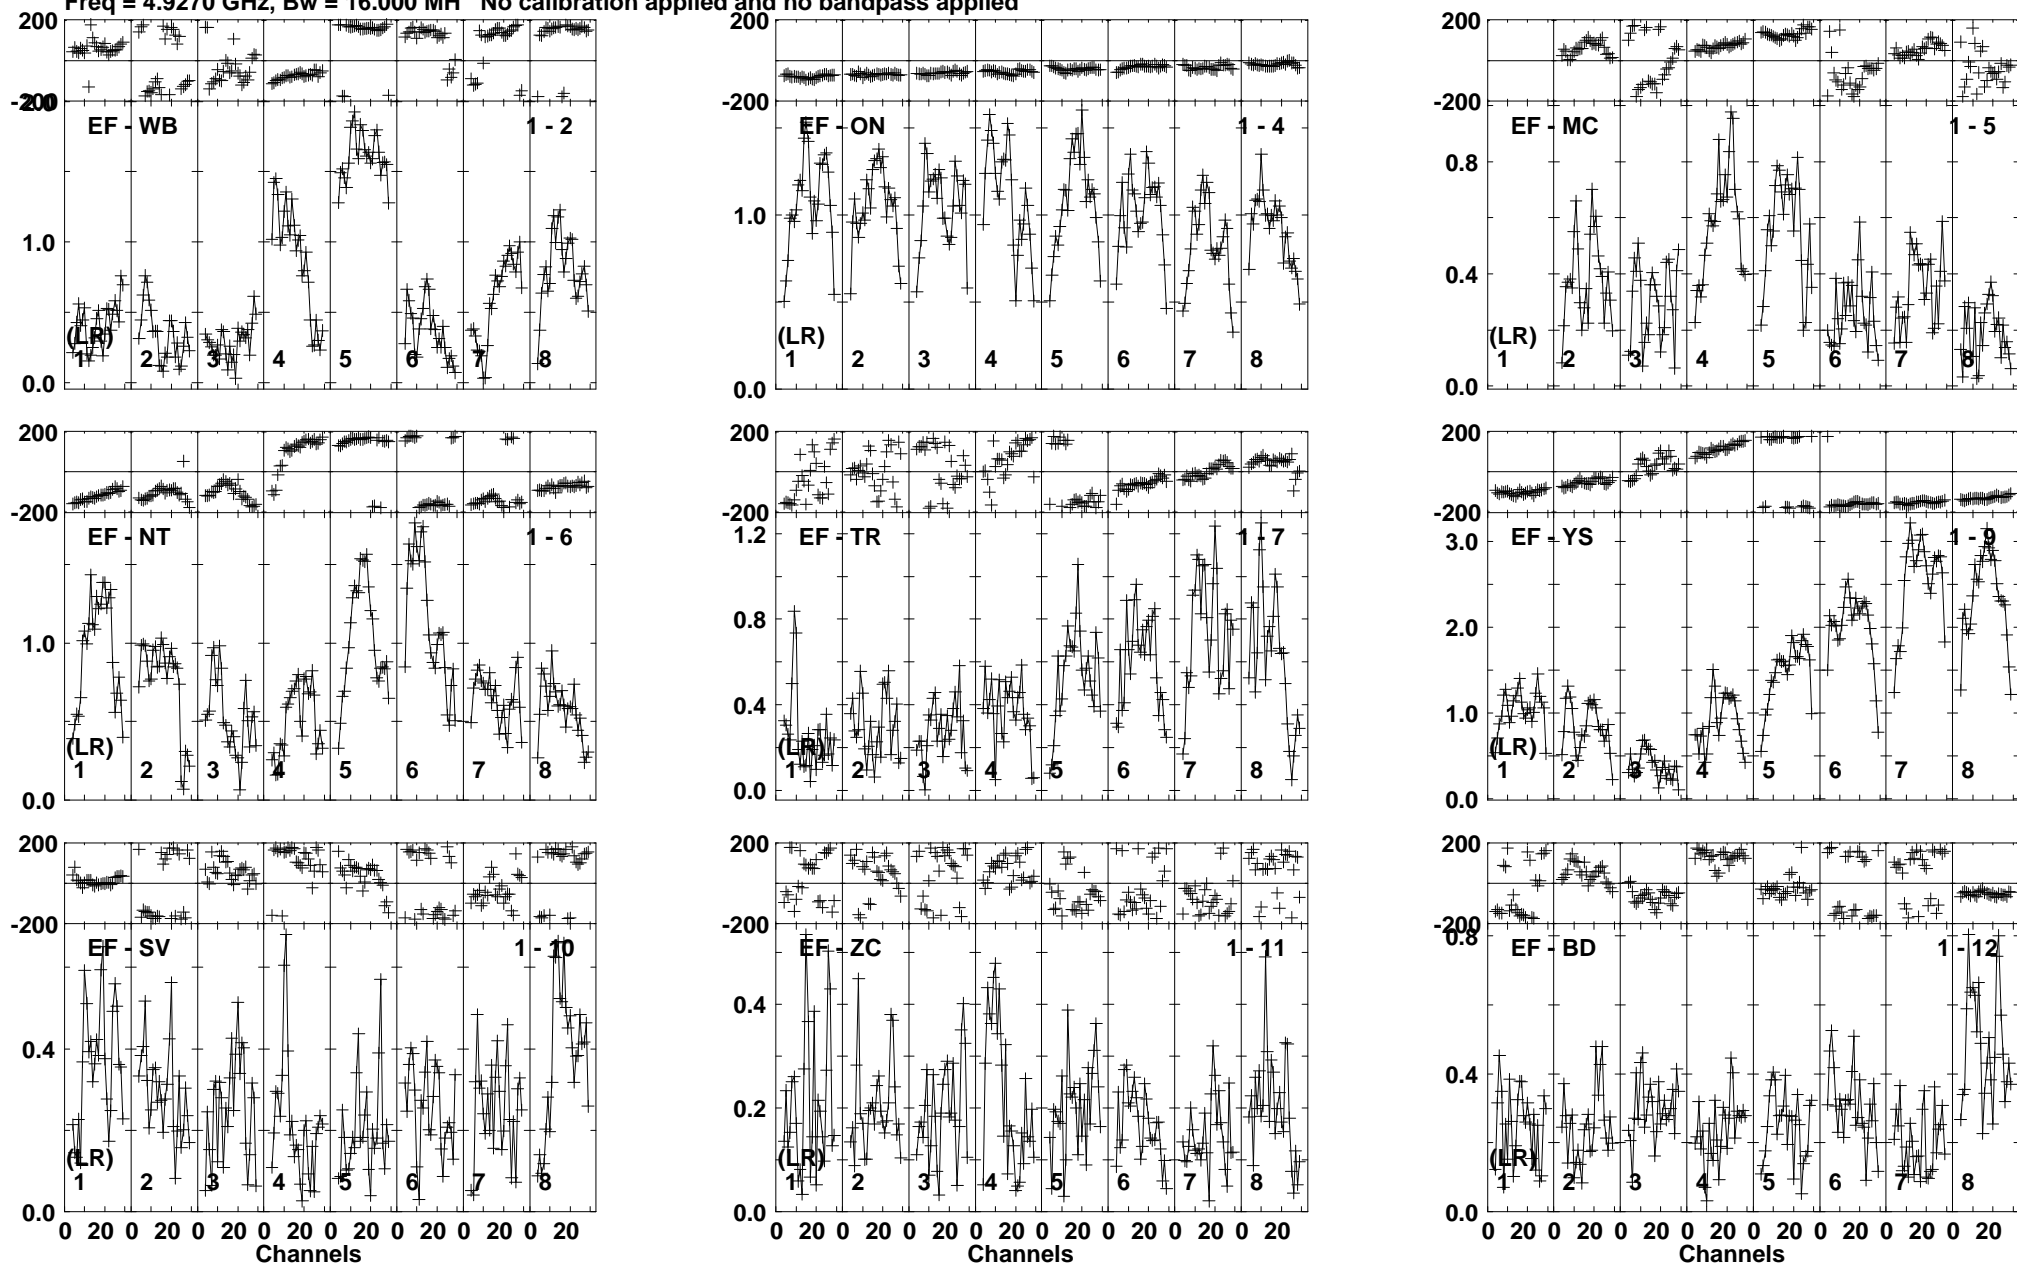 Freq = 4.9270 GHz, Bw = 16.000 MH No calibration applied and no bandpass applied
200 200 200
-200 -200 -200
2.0
EF - WB 1 - 2 EF - ON 1 - 4 EF - MC 1 - 5
0.8
1.0 1.0
0.4
(LR) (LR) (LR)
1 2 3 4 5 6 7 8 1 2 3 4 5 6 7 8 1 2 3 4 5 6 7 8
0.0 0.0 0.0
200 200 200
-200 -200 -200
EF - NT 1 - 6 EF - TR 1 - 7 EF - YS 1 - 9
1.2 3.0
0.8 2.0
1.0
0.4 1.0
(LR) (LR) (LR)
1 2 3 4 5 6 7 8 1 2 3 4 5 6 7 8 1 2 3 4 5 6 7 8
0.0 0.0 0.0
200 200 200
-200 -200 -200
0.8
EF - SV 1 - 10 EF - ZC 1 - 11 EF - BD 1 - 12
0.4 0.4 0.4
0.2
(LR) (LR) (LR)
1 2 3 4 5 6 7 8 1 2 3 4 5 6 7 8 1 2 3 4 5 6 7 8
0.0 0.0 0.0
0 20 0 20 0 20 0 20 0 20 0 20 0 20 0 20 0 20 0 20 0 20 0 20 0 20 0 20 0 20 0 20 0 20 0 20 0 20 0 20 0 20 0 20 0 20 0 20
Channels Channels Channels